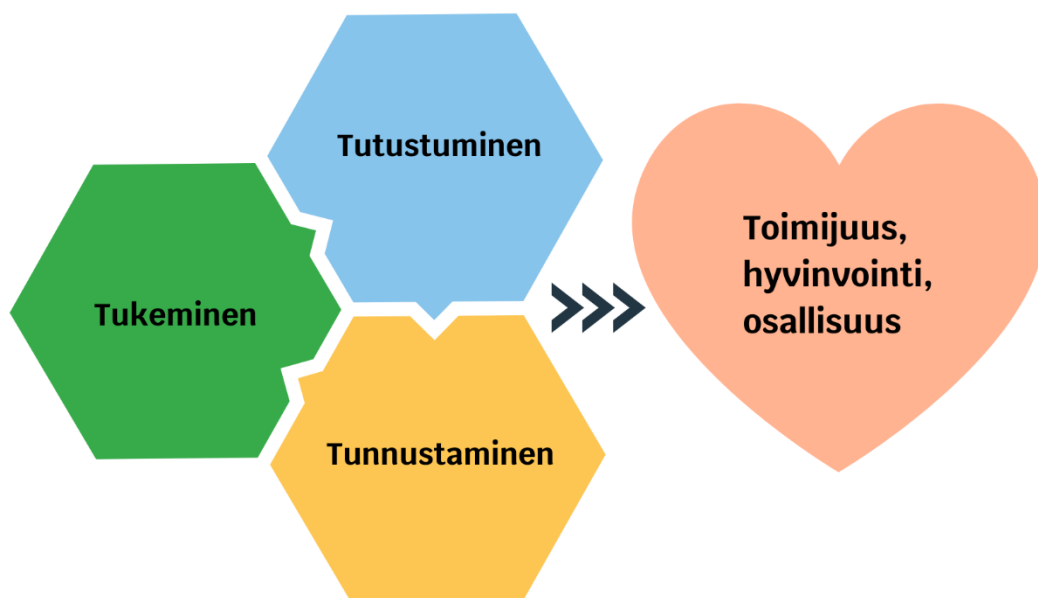 Tutustuminen
Tukeminen
Tunnustaminen
Toimijuus,
hyvinvointi,
osallisuus